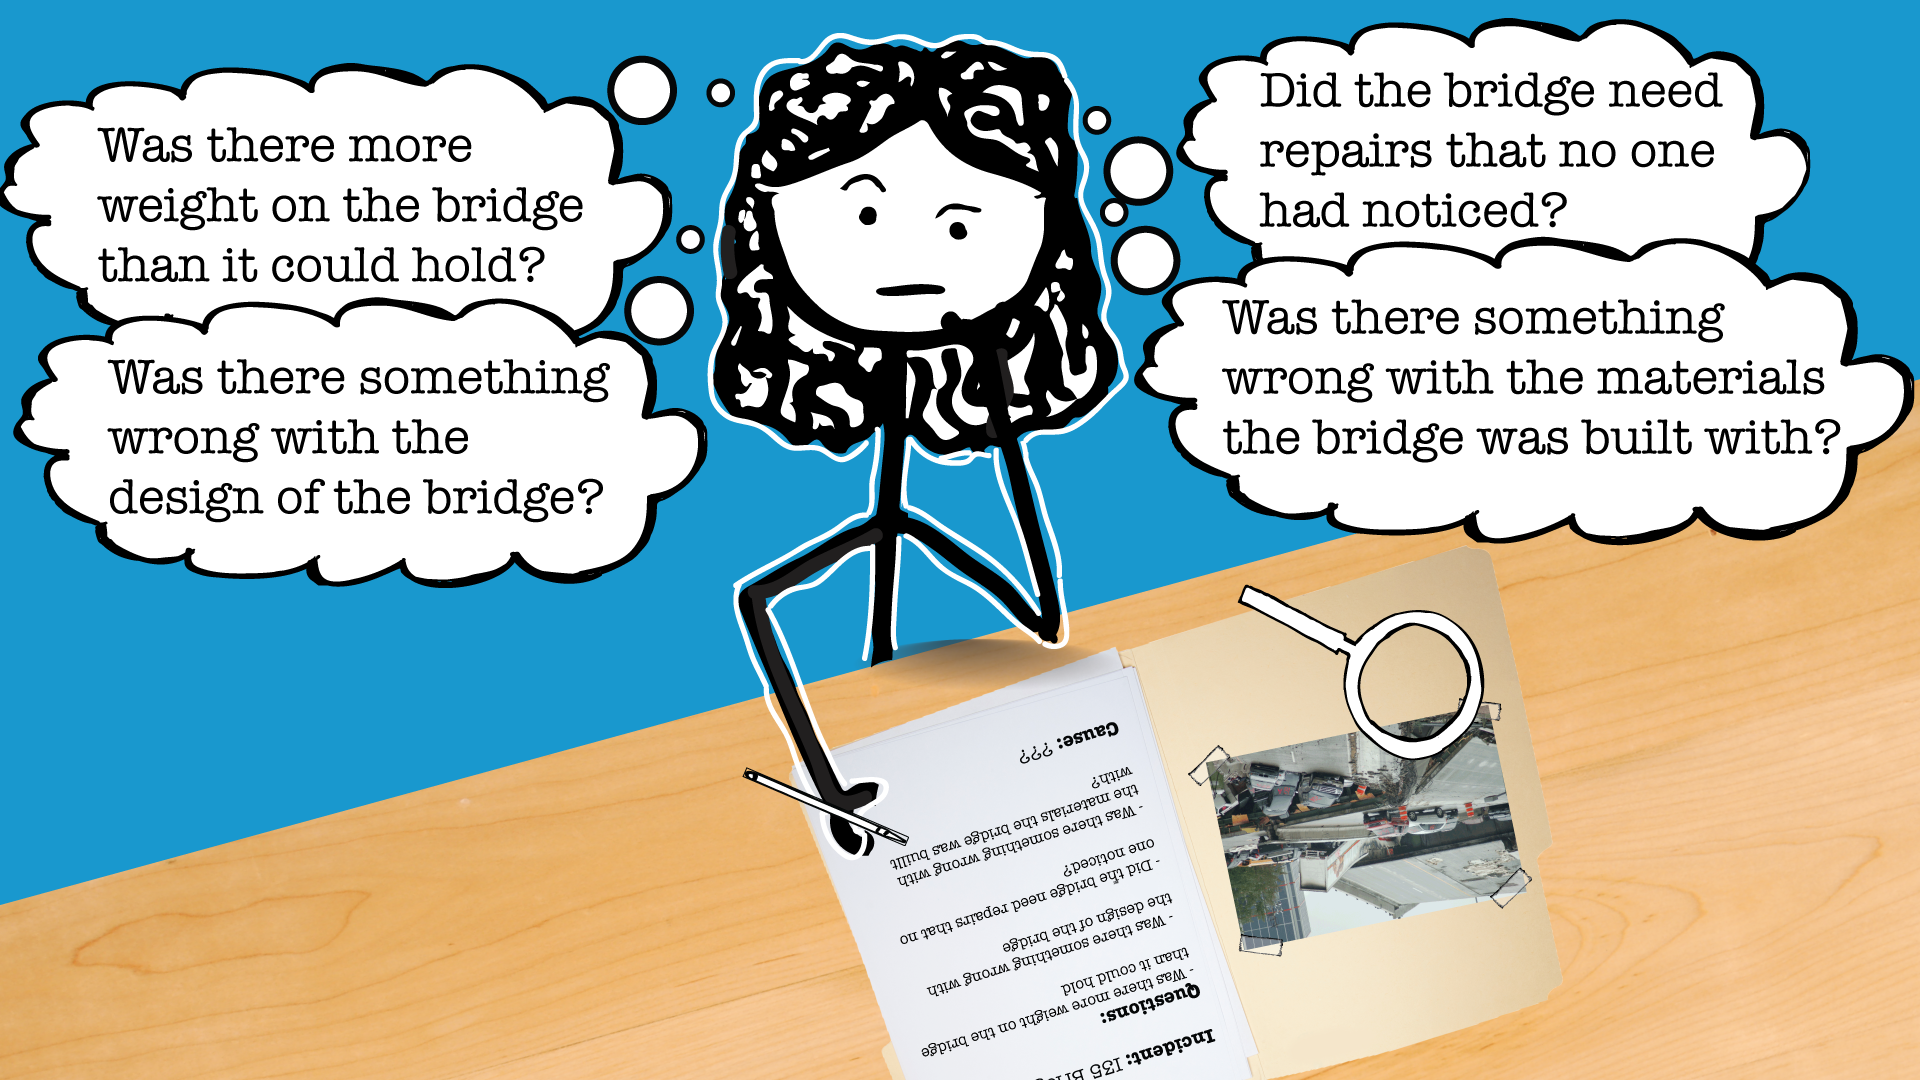 Was there more
weight on the bridge
than it could hold?
Was there something
wrong with the
design of the bridge?
Did the bridge need
repairs that no one
had noticed?
Was there something
wrong with the materials
the bridge was built with?
Incident: I35
Questions:
- Was there more weight on the bridge
than it could hold
- Was there something wrong with
the design of the bridge
- Did the bridge need repairs that no
one noticed?
- Was there something wrong with
the materials the bridge was built
with?
Cause: ???